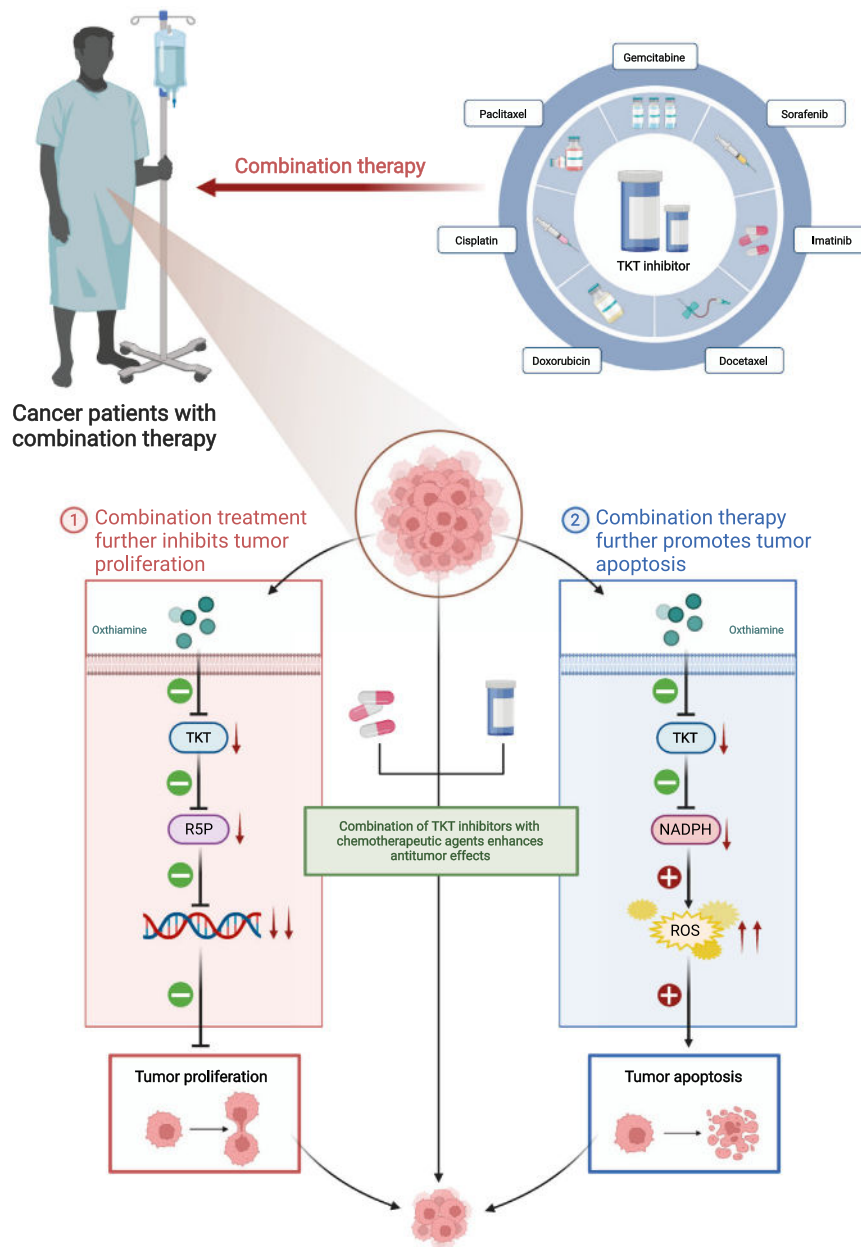 Gemcitabine
Paclitaxel
Sorafenib
Combination therapy
Cisplatin
Imatinib
TKT inhibitor
Doxorubicin
Docetaxel
Cancer patients with
combination therapy
1 Combination treatment
further inhibits tumor
proliferation
2 Combination therapy
further promotes tumor
apoptosis
Oxthiamine
TKT
R5P
Tumor proliferation
Combination of TKT inhibitors with
chemotherapeutic agents enhances
antitumor effects
Oxthiamine
TKT
NADPH
ROS
Tumor apoptosis